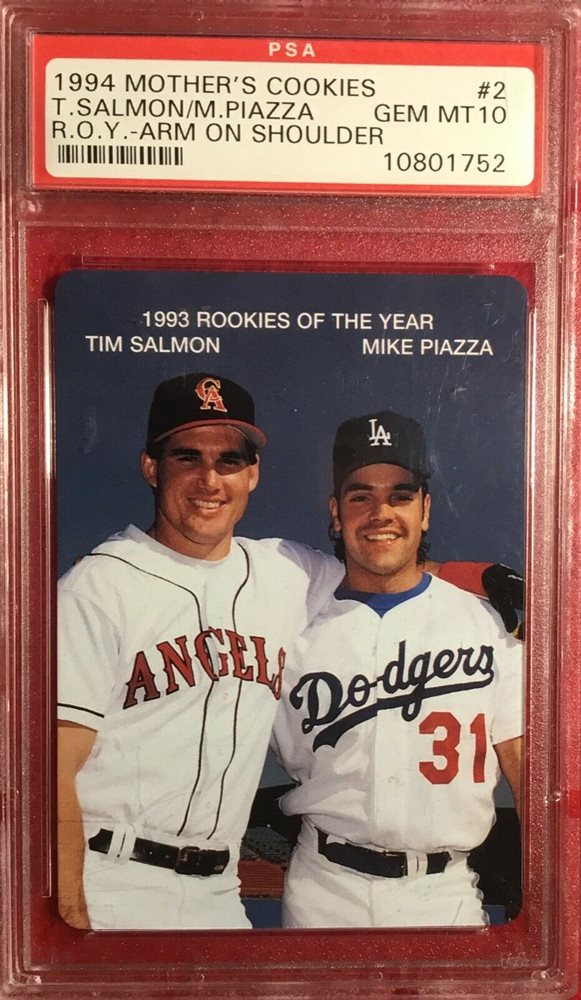 PSA
1994 MOTHER'S COOKIES #2
T.SALMON/M.PIAZZA GEM MT10
R.O.Y.-ARM ON SHOULDER
10801752
1993 ROOKIES OF THE YEAR
TIM SALMON MIKE PIAZZA
CA
LA
ANGELS
Dodgers
31